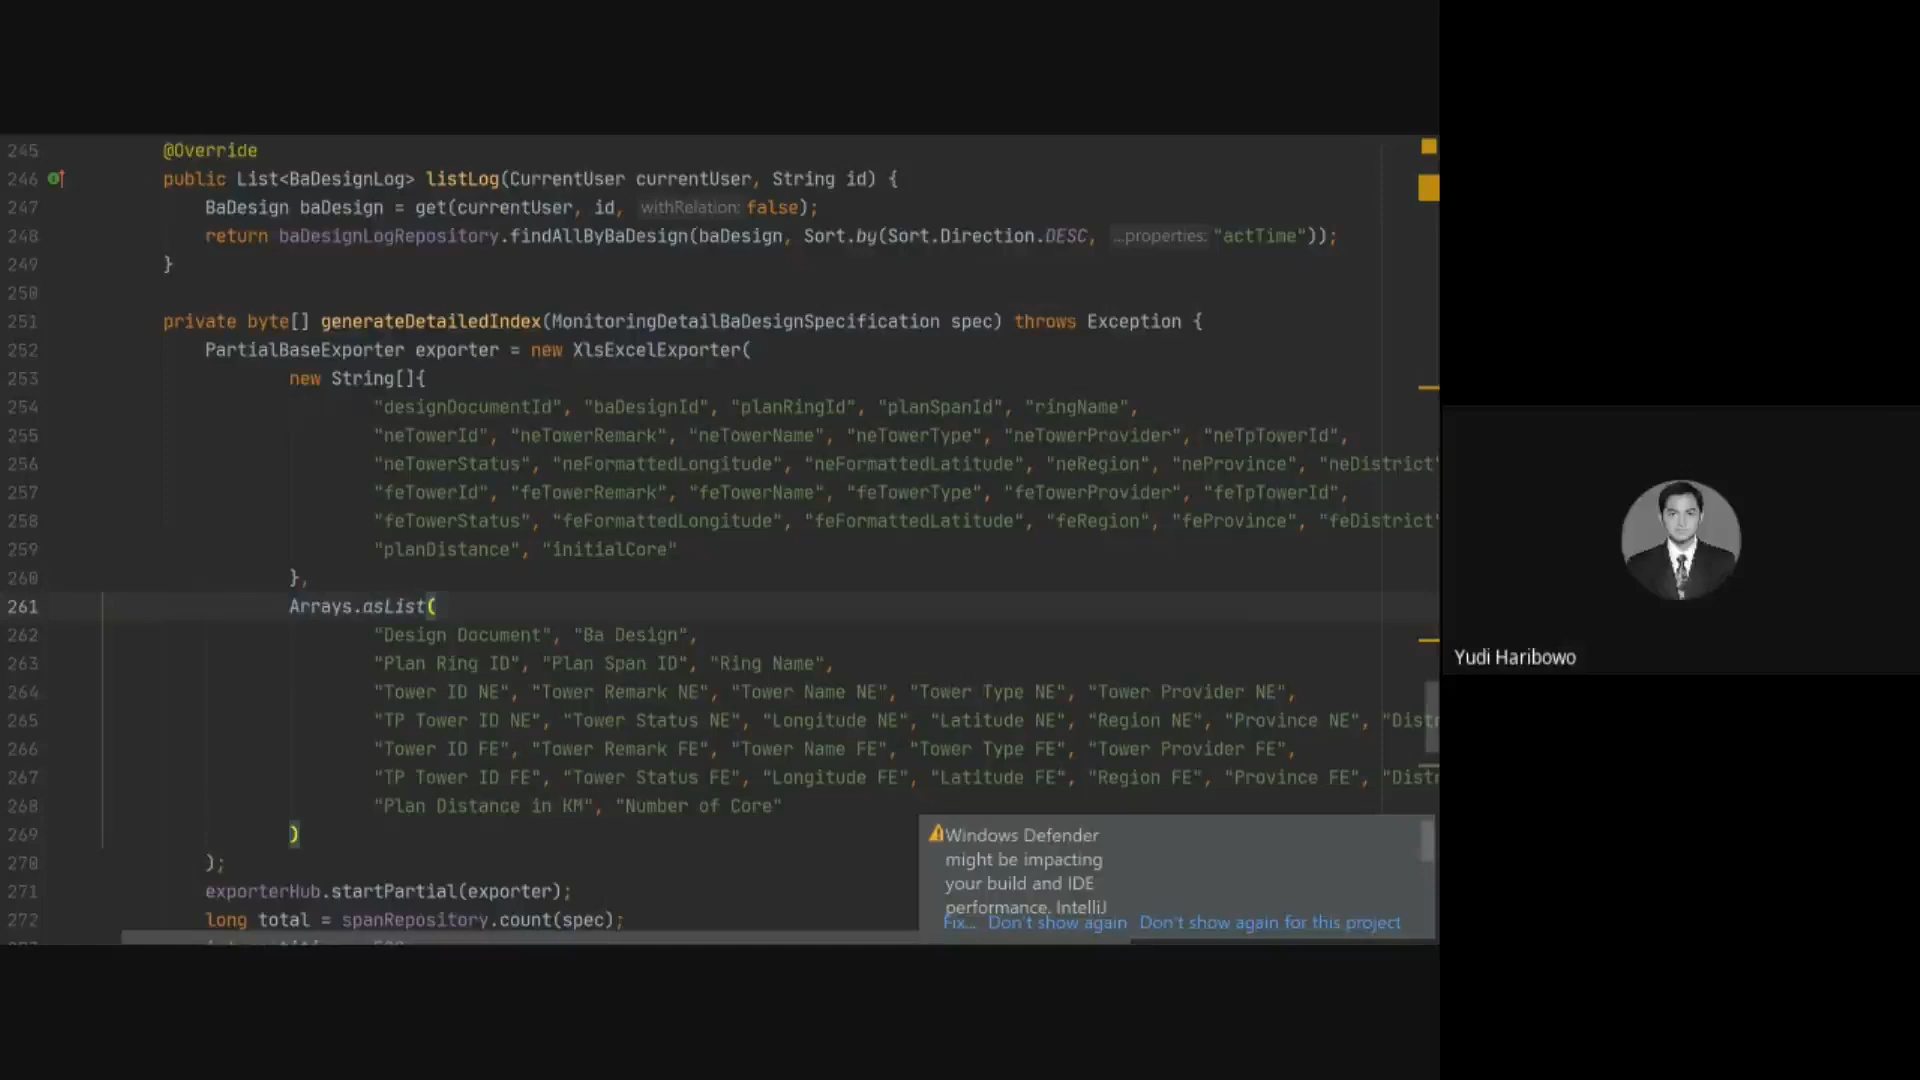 245 @Override
246 public List<BaDesignLog> listLog(CurrentUser currentUser, String id) {
247 BaDesign baDesign = get(currentUser, id, withRelation: false);
248 return baDesignLogRepository.findAllByBaDesign(baDesign, Sort.by(Sort.Direction.DESC, ...properties: "actTime"));
249 }
250
251 private byte[] generateDetailedIndex(MonitoringDetailBaDesignSpecification spec) throws Exception {
252 PartialBaseExporter exporter = new XlsExcelExporter(
253 new String[]{
254 "designDocumentId", "baDesignId", "planRingId", "planSpanId", "ringName",
255 "neTowerId", "neTowerRemark", "neTowerName", "neTowerType", "neTowerProvider", "neTpTowerId",
256 "neTowerStatus", "neFormattedLongitude", "neFormattedLatitude", "neRegion", "neProvince", "neDistrict"
257 "feTowerId", "feTowerRemark", "feTowerName", "feTowerType", "feTowerProvider", "feTpTowerId",
258 "feTowerStatus", "feFormattedLongitude", "feFormattedLatitude", "feRegion", "feProvince", "feDistrict"
259 "planDistance", "initialCore"
260 },
261 Arrays.asList(
262 "Design Document", "Ba Design",
263 "Plan Ring ID", "Plan Span ID", "Ring Name",
264 "Tower ID NE", "Tower Remark NE", "Tower Name NE", "Tower Type NE", "Tower Provider NE",
265 "TP Tower ID NE", "Tower Status NE", "Longitude NE", "Latitude NE", "Region NE", "Province NE", "Distr
266 "Tower ID FE", "Tower Remark FE", "Tower Name FE", "Tower Type FE", "Tower Provider FE",
267 "TP Tower ID FE", "Tower Status FE", "Longitude FE", "Latitude FE", "Region FE", "Province FE", "Distr
268 "Plan Distance in KM", "Number of Core"
269 )
270 );
271 exporterHub.startPartial(exporter);
272 long total = spanRepository.count(spec);
Windows Defender
might be impacting
your build and IDE
performance. IntelliJ
Fix... Don't show again Don't show again for this project
Yudi Haribowo